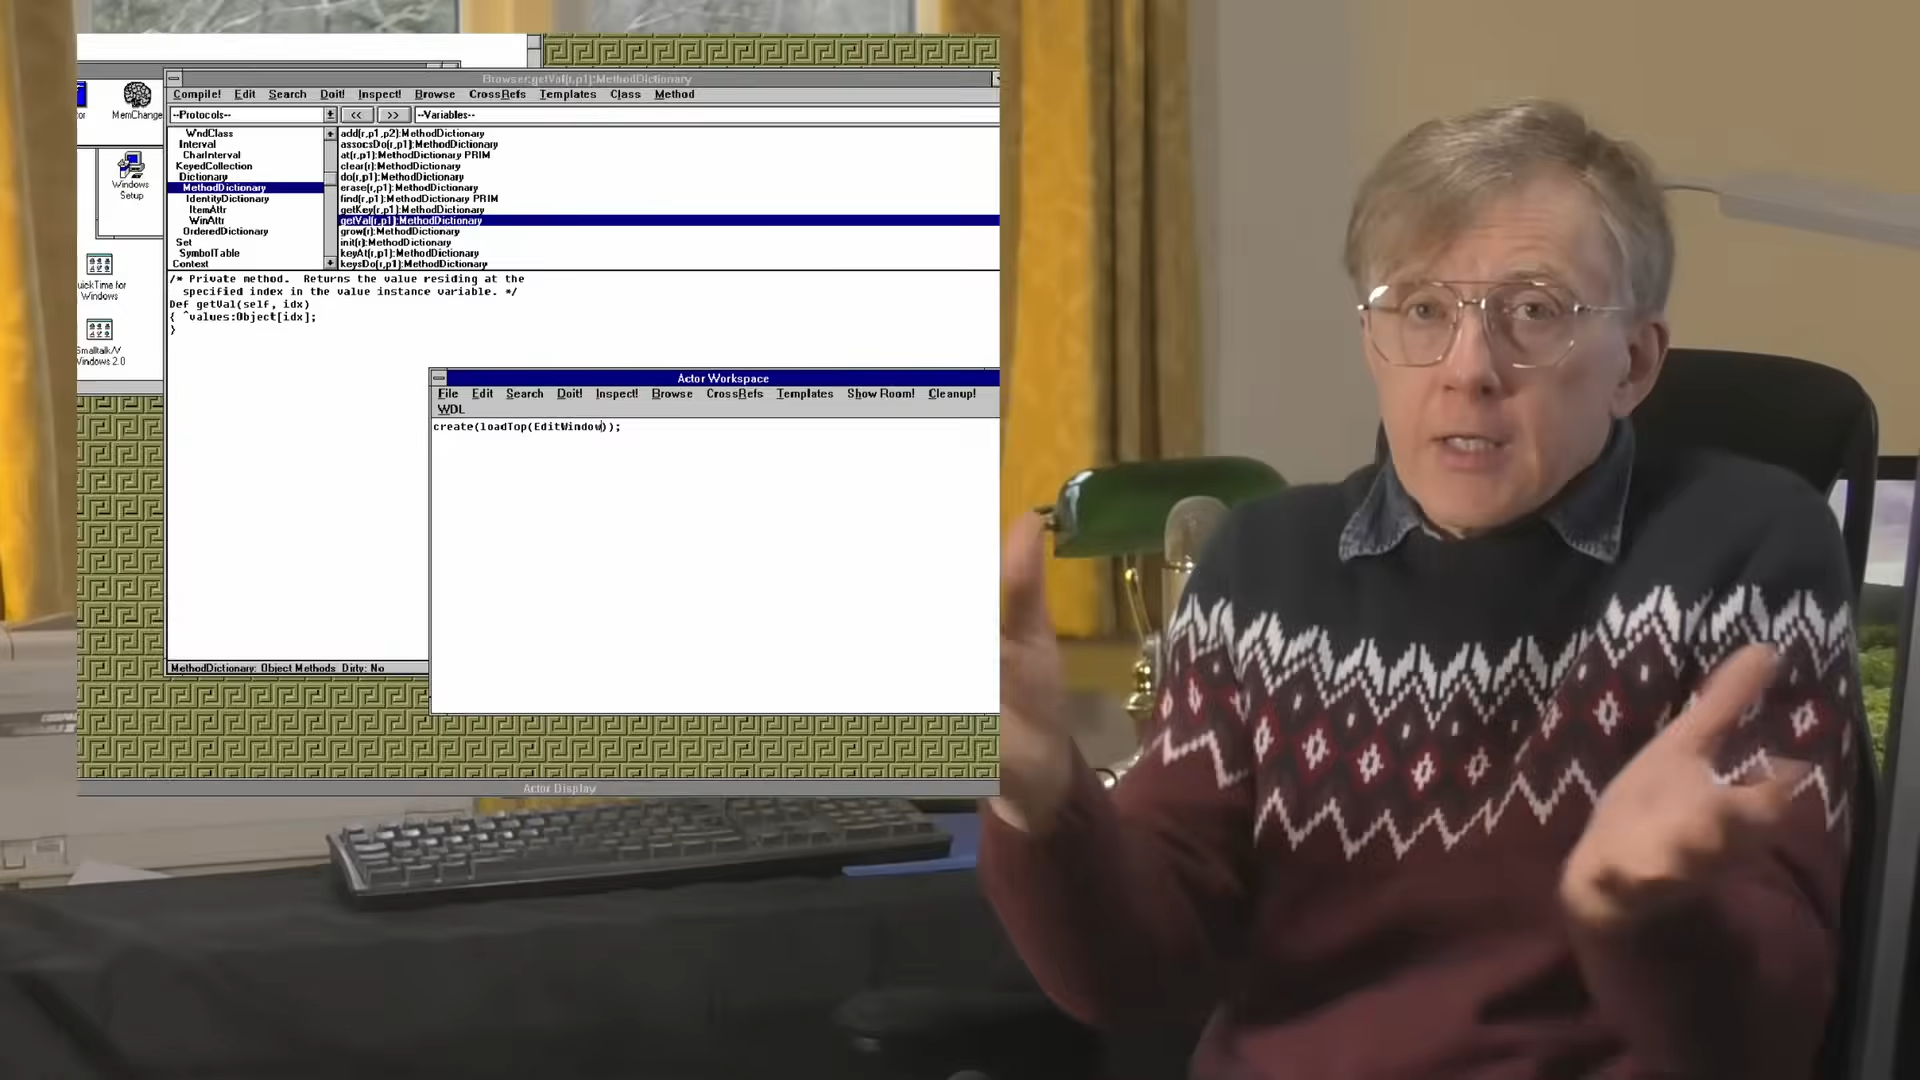 Browser:getVal(r,p1):MethodDictionary
Compile! Edit Search Doit! Inspect! Browse CrossRefs Templates Class Method
--Protocols-- << >> --Variables--
MemChange
Windows
Setup
uickTime for
Windows
Smalltalk/V
Windows 2.0
WndClass
Interval
CharInterval
KeyedCollection
Dictionary
MethodDictionary
IdentityDictionary
ItemAttr
WinAttr
OrderedDictionary
Set
SymbolTable
Context
add(r,p1,p2):MethodDictionary
assocsDo(r,p1):MethodDictionary
at(r,p1):MethodDictionary PRIM
clear(r):MethodDictionary
do(r,p1):MethodDictionary
erase(r,p1):MethodDictionary
find(r,p1):MethodDictionary PRIM
getKey(r,p1):MethodDictionary
getVal(r,p1):MethodDictionary
grow(r):MethodDictionary
init(r):MethodDictionary
keyAt(r,p1):MethodDictionary
keysDo(r,p1):MethodDictionary
/* Private method. Returns the value residing at the
specified index in the value instance variable. */
Def getVal(self, idx)
{ ^values:Object[idx];
}
MethodDictionary: Object Methods Dirty: No
Actor Workspace
File Edit Search Doit! Inspect! Browse CrossRefs Templates Show Room! Cleanup!
WDL
create(loadTop(EditWindow));
Actor Display